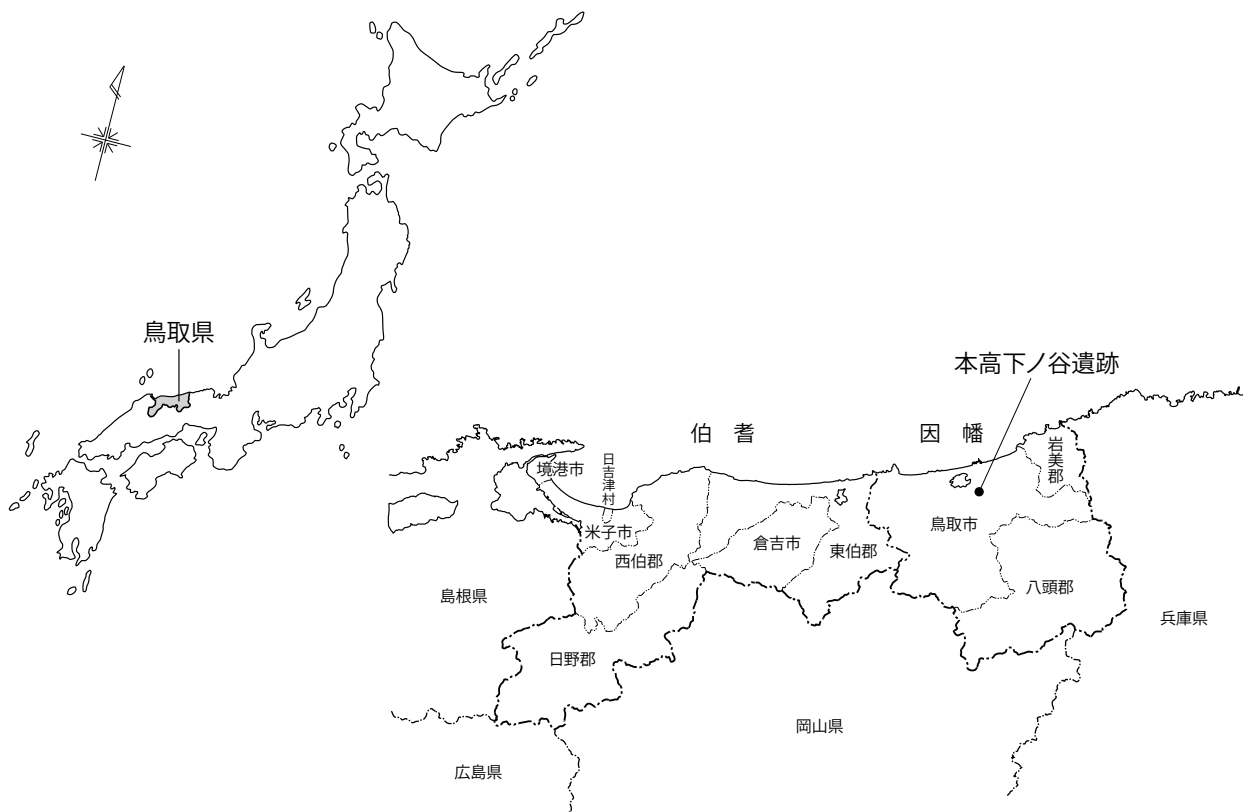 鳥取県
本高下ノ谷遺跡
伯耆
因幡
境港市
日吉津村
岩美郡
米子市
鳥取市
西伯郡
倉吉市
東伯郡
島根県
八頭郡
兵庫県
日野郡
岡山県
広島県